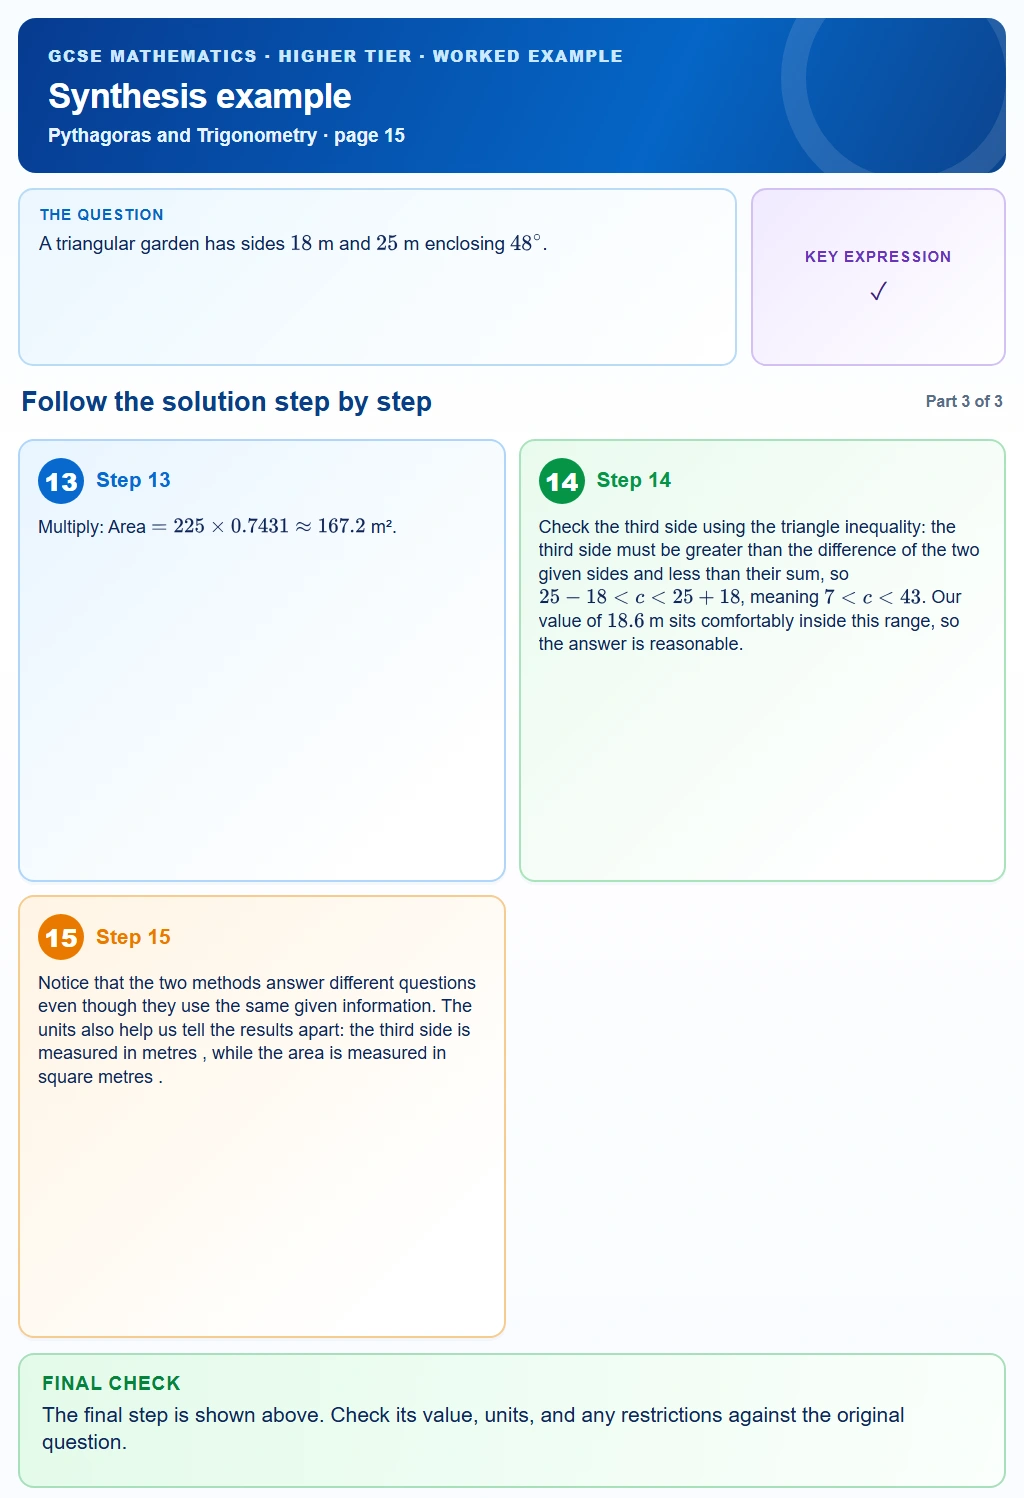 GCSE MATHEMATICS · HIGHER TIER · WORKED EXAMPLE
Synthesis example
Pythagoras and Trigonometry · page 15
THE QUESTION
A triangular garden has sides 18 m and 25 m enclosing 48°.
KEY EXPRESSION
✓
Follow the solution step by step
Part 3 of 3
13 Step 13
Multiply: Area = 225 × 0.7431 ≈ 167.2 m².
14 Step 14
Check the third side using the triangle inequality: the
third side must be greater than the difference of the two
given sides and less than their sum, so
25 − 18 < c < 25 + 18, meaning 7 < c < 43. Our
value of 18.6 m sits comfortably inside this range, so
the answer is reasonable.
15 Step 15
Notice that the two methods answer different questions
even though they use the same given information. The
units also help us tell the results apart: the third side is
measured in metres , while the area is measured in
square metres .
FINAL CHECK
The final step is shown above. Check its value, units, and any restrictions against the original
question.